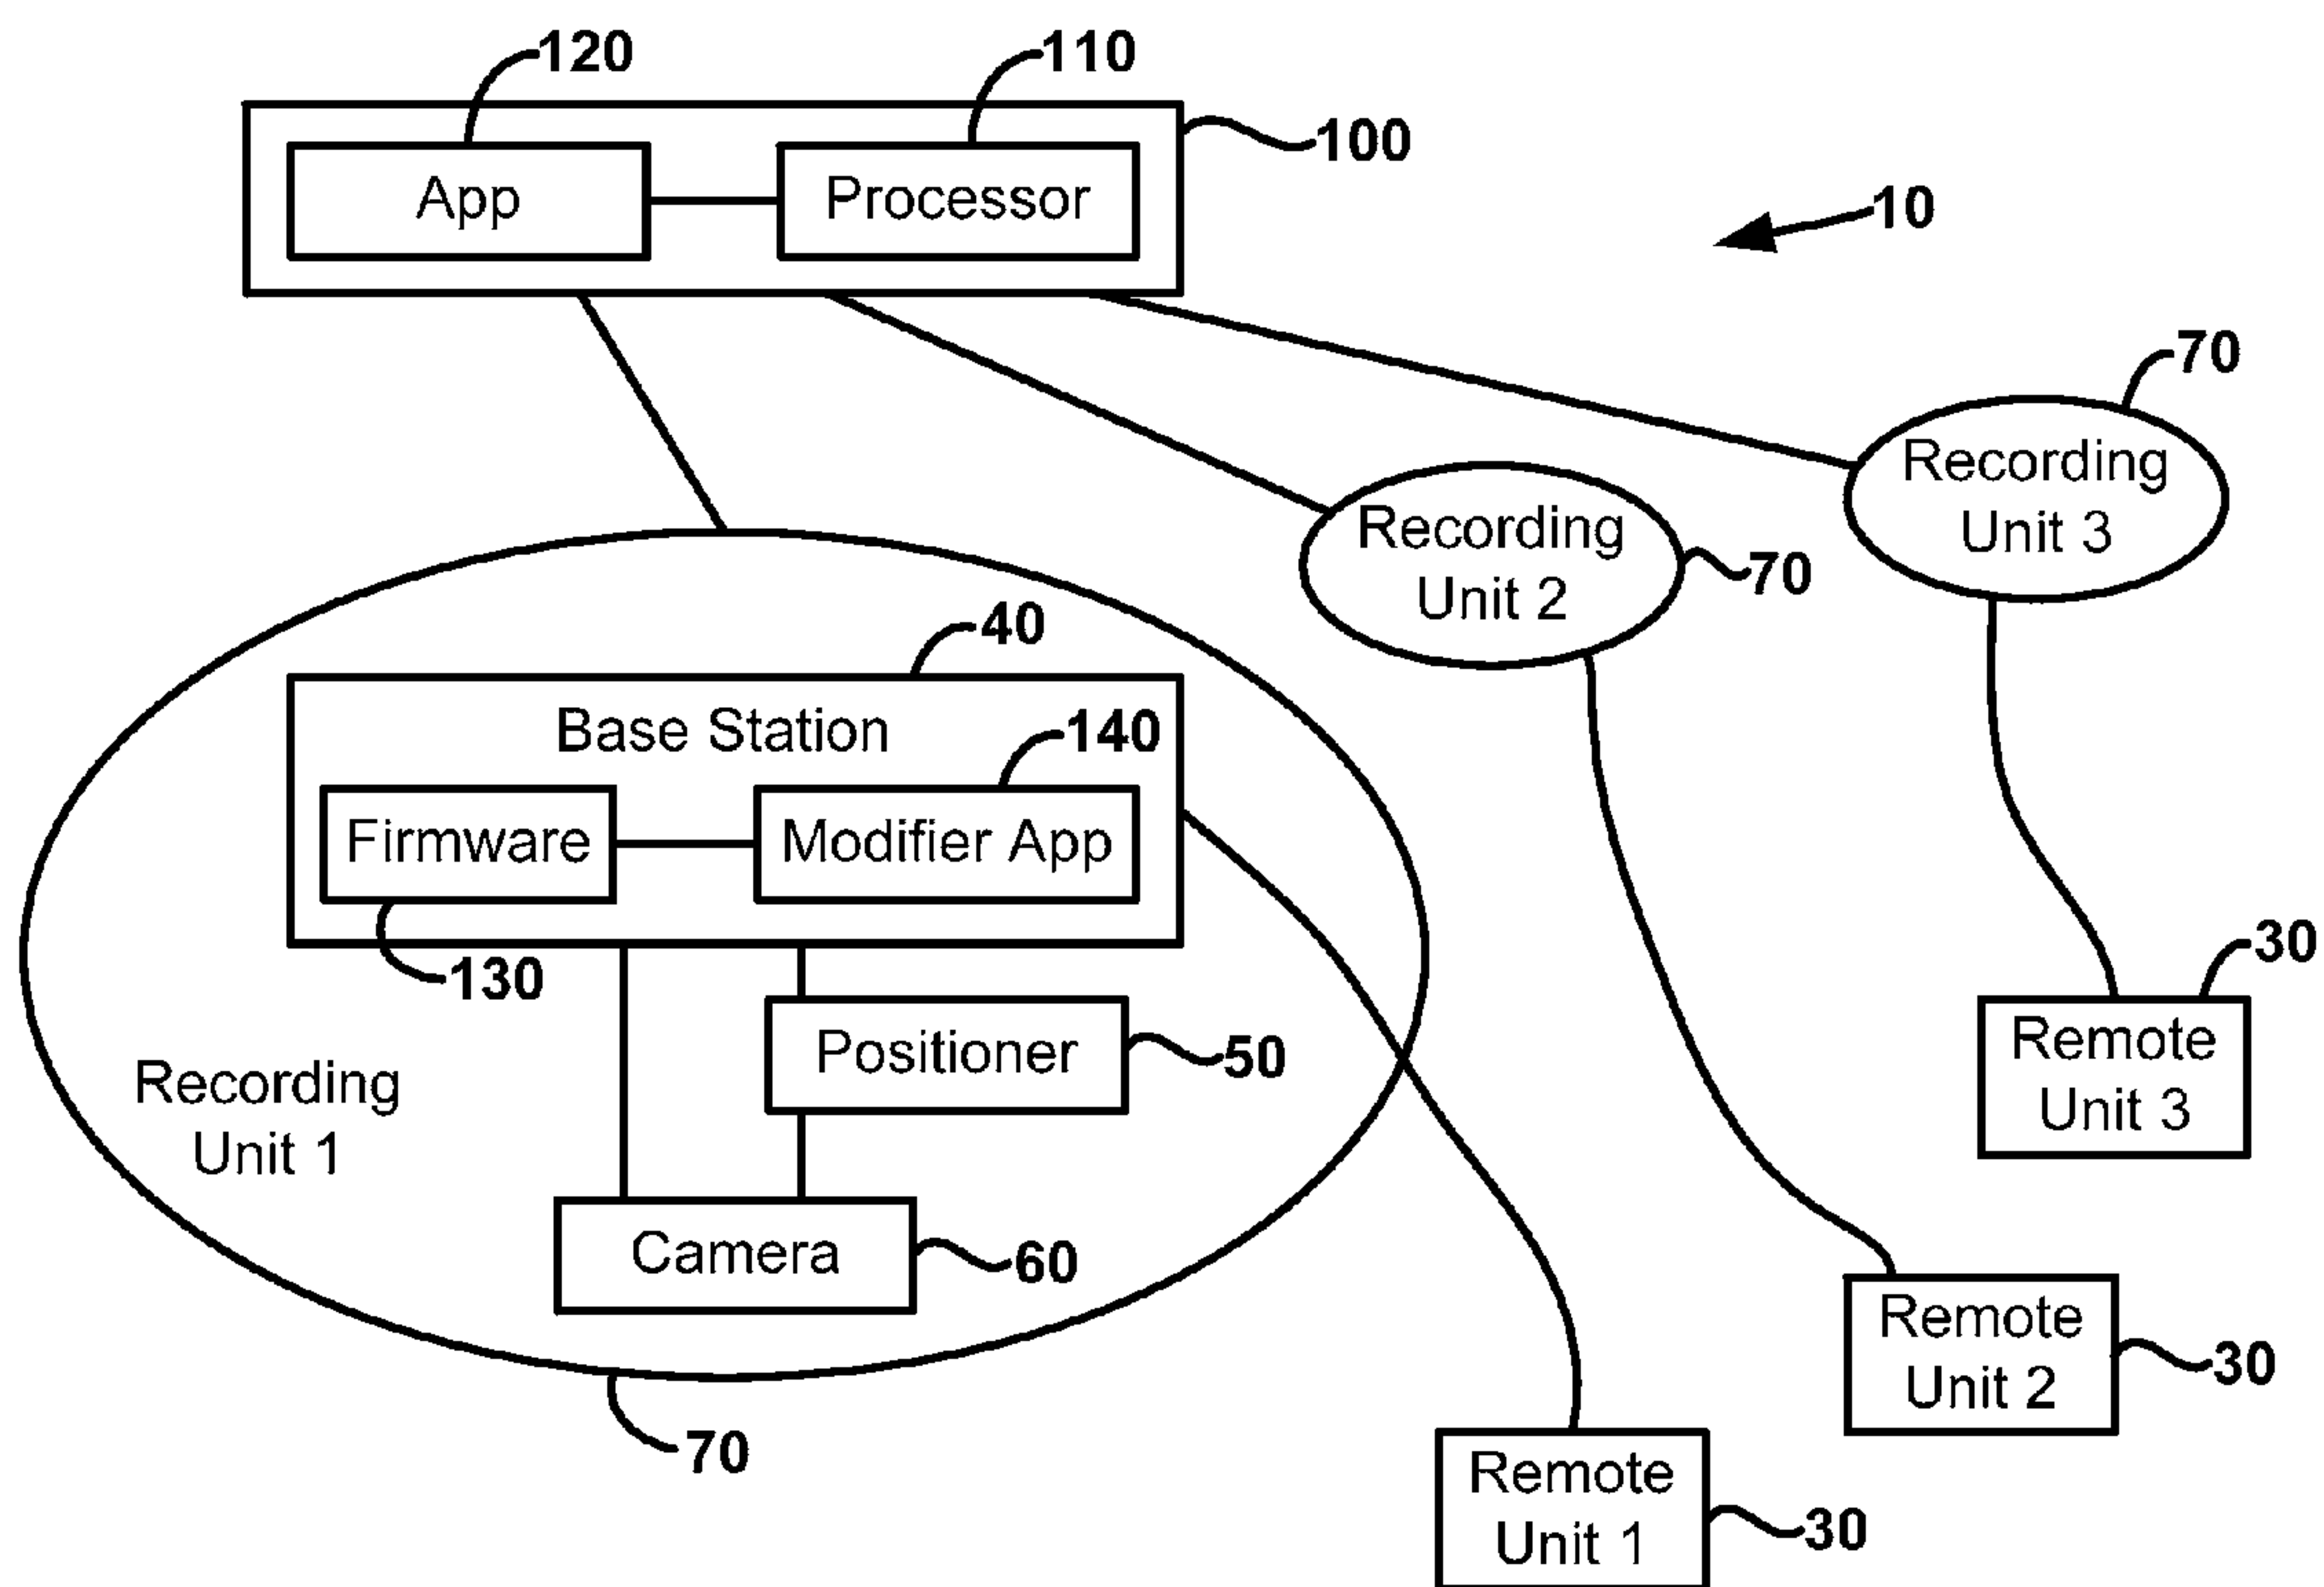 120
110
App
Processor
100
10
70
Recording
Unit 3
Recording
Unit 2
70
40
Base Station
140
Firmware
Modifier App
130
30
Positioner
50
Remote
Unit 3
Recording
Unit 1
Camera
60
Remote
Unit 2
30
70
Remote
Unit 1
30